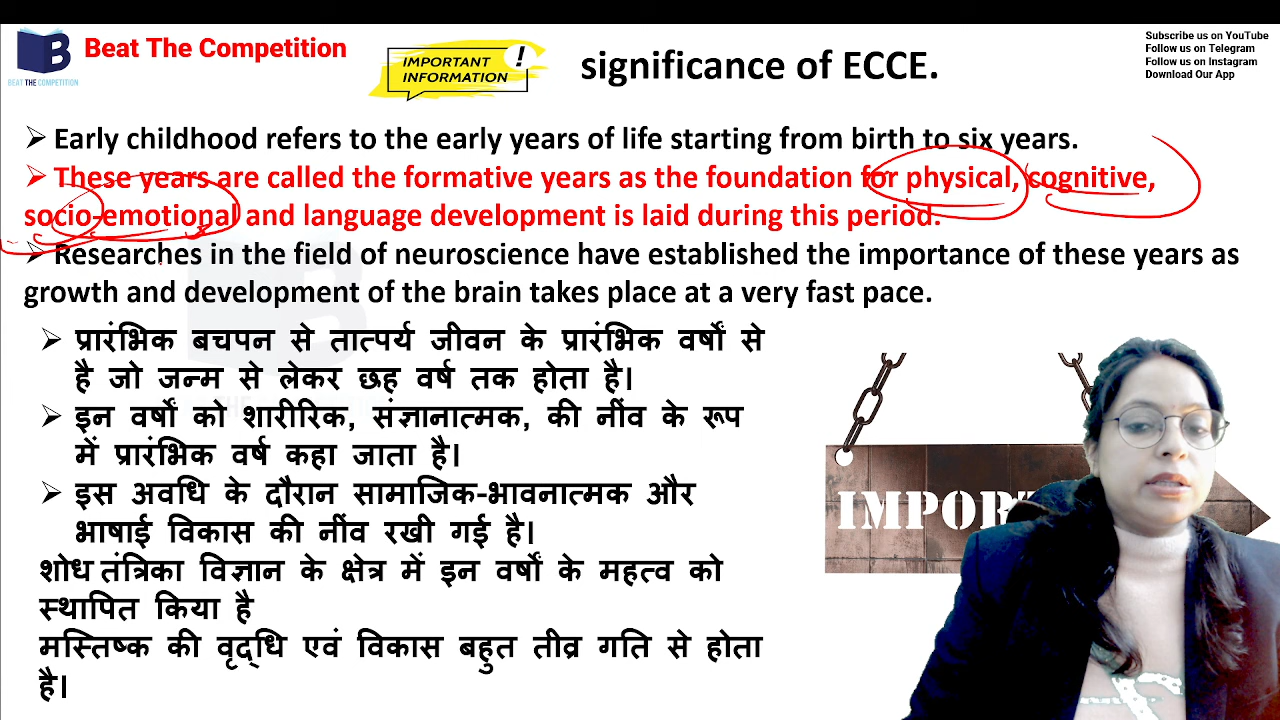 Beat The Competition
BEAT THE COMPETITION
IMPORTANT
INFORMATION
!
significance of ECCE.
Subscribe us on YouTube
Follow us on Telegram
Follow us on Instagram
Download Our App
➢ Early childhood refers to the early years of life starting from birth to six years.
➢ These years are called the formative years as the foundation for physical, cognitive,
socio-emotional and language development is laid during this period.
➢ Researches in the field of neuroscience have established the importance of these years as
growth and development of the brain takes place at a very fast pace.
➢ प्रारंभिक बचपन से तात्पर्य जीवन के प्रारंभिक वर्षों से
है जो जन्म से लेकर छह वर्ष तक होता है।
➢ इन वर्षों को शारीरिक, संज्ञानात्मक, की नींव के रूप
में प्रारंभिक वर्ष कहा जाता है।
➢ इस अवधि के दौरान सामाजिक-भावनात्मक और
भाषाई विकास की नींव रखी गई है।
शोध तंत्रिका विज्ञान के क्षेत्र में इन वर्षों के महत्व को
स्थापित किया है
मस्तिष्क की वृद्धि एवं विकास बहुत तीव्र गति से होता
है।